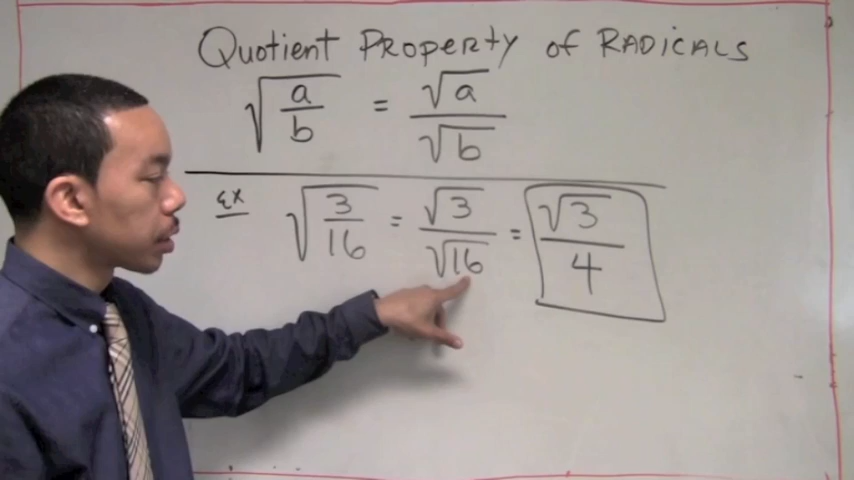 Quotient Property of Radicals
√(a/b) = √a/√b
Ex √(3/16) = √3/√16 = √3/4